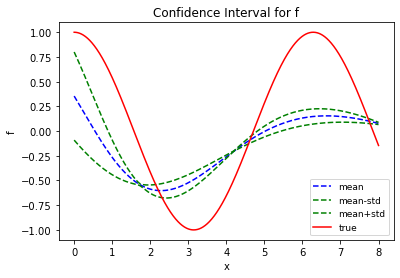 Confidence Interval for f
f
1.00
0.75
0.50
0.25
0.00
−0.25
−0.50
−0.75
−1.00
0 1 2 3 4 5 6 7 8
x
mean
mean-std
mean+std
true